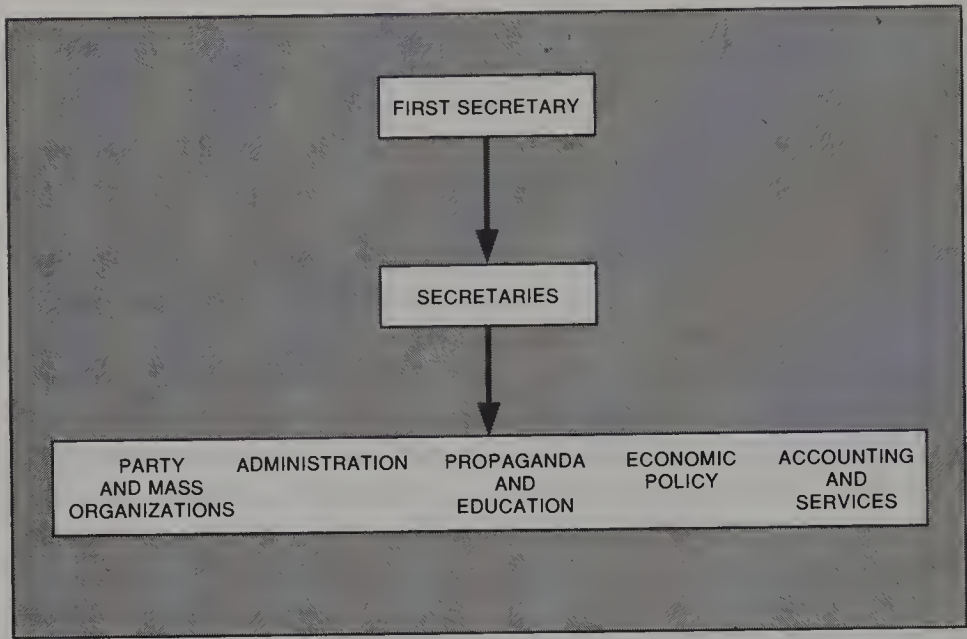 FIRST SECRETARY
SECRETARIES
PARTY
AND MASS
ORGANIZATIONS
ADMINISTRATION
PROPAGANDA
AND
EDUCATION
ECONOMIC
POLICY
ACCOUNTING
AND
SERVICES